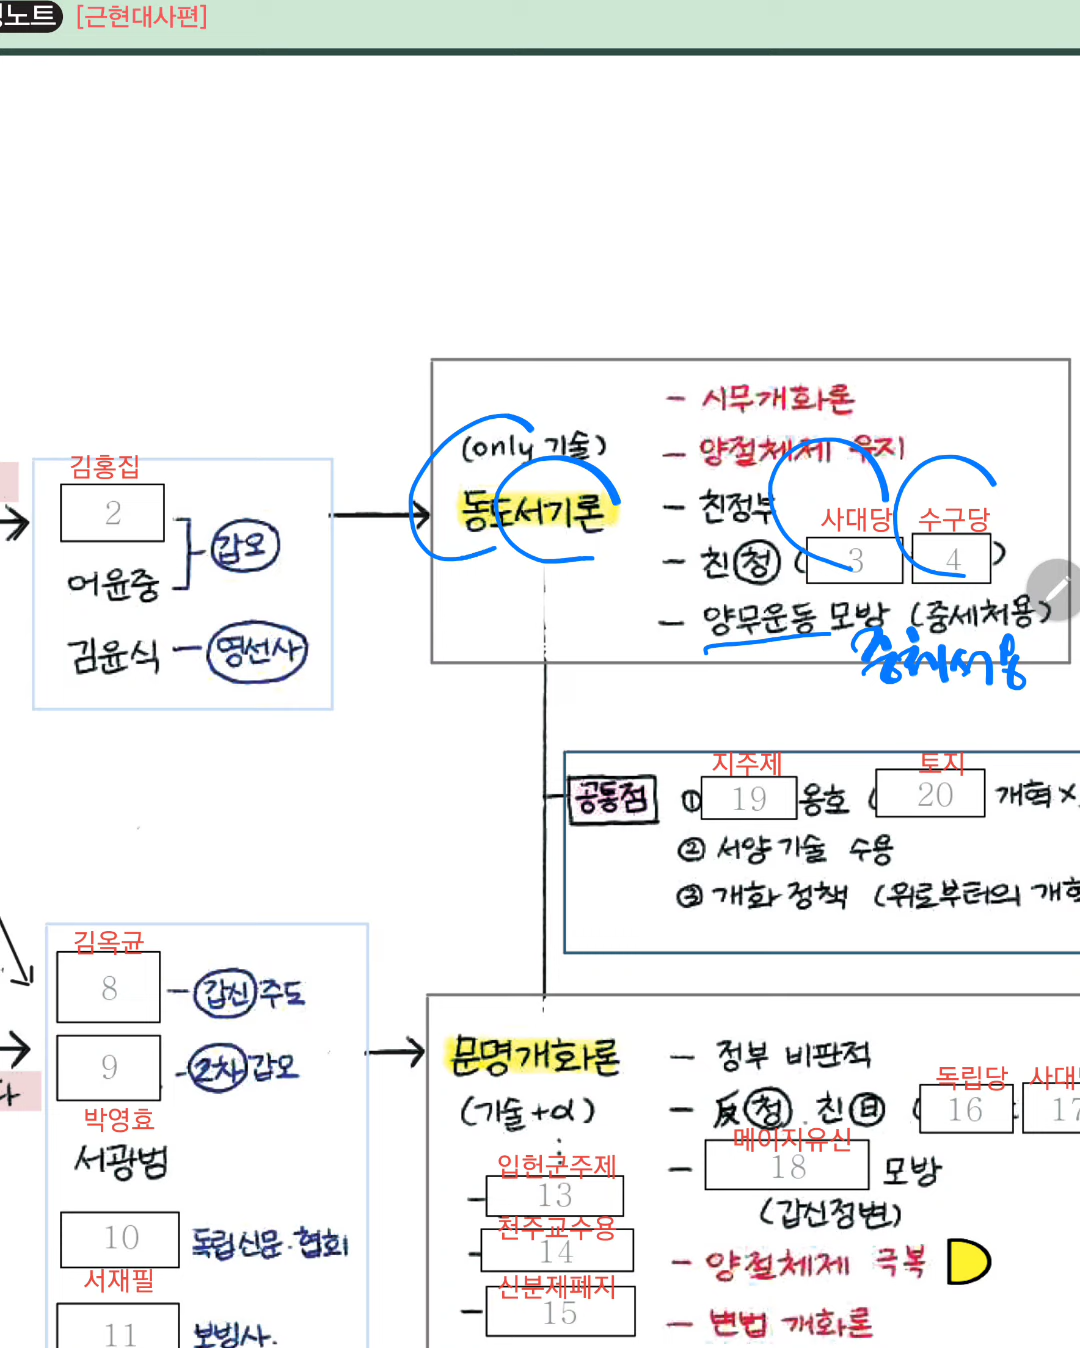 노트 [근현대사편]
- 시무개화론
(only 기술) - 양절체제 유지
김홍집
2
동도서기론 - 친정부
갑오
사대당 수구당
어윤중 - 친청 ( 3 4 )
- 양무운동 모방 (중세처용)
김윤식 - 영선사
중체서용
지주제 토지
공통점 ① 19 옹호 ( 20 개혁 ×
② 서양기술 수용
③ 개화정책 (위로부터의 개혁
김옥균
8 - 갑신 주도
9 - 2차 갑오
문명개화론 - 정부 비판적
독립당 사대당
박영효
(기술+α) - 反청 . 친日 ( 16 17
서광범
메이지유신
- 18 모방
입헌군주제
- 13
(갑신정변)
천주교수용
- 14
10 독립신문·협회
서재필
- 양절체제 극복
신분제폐지
- 15
11 보빙사.
- 변법 개화론